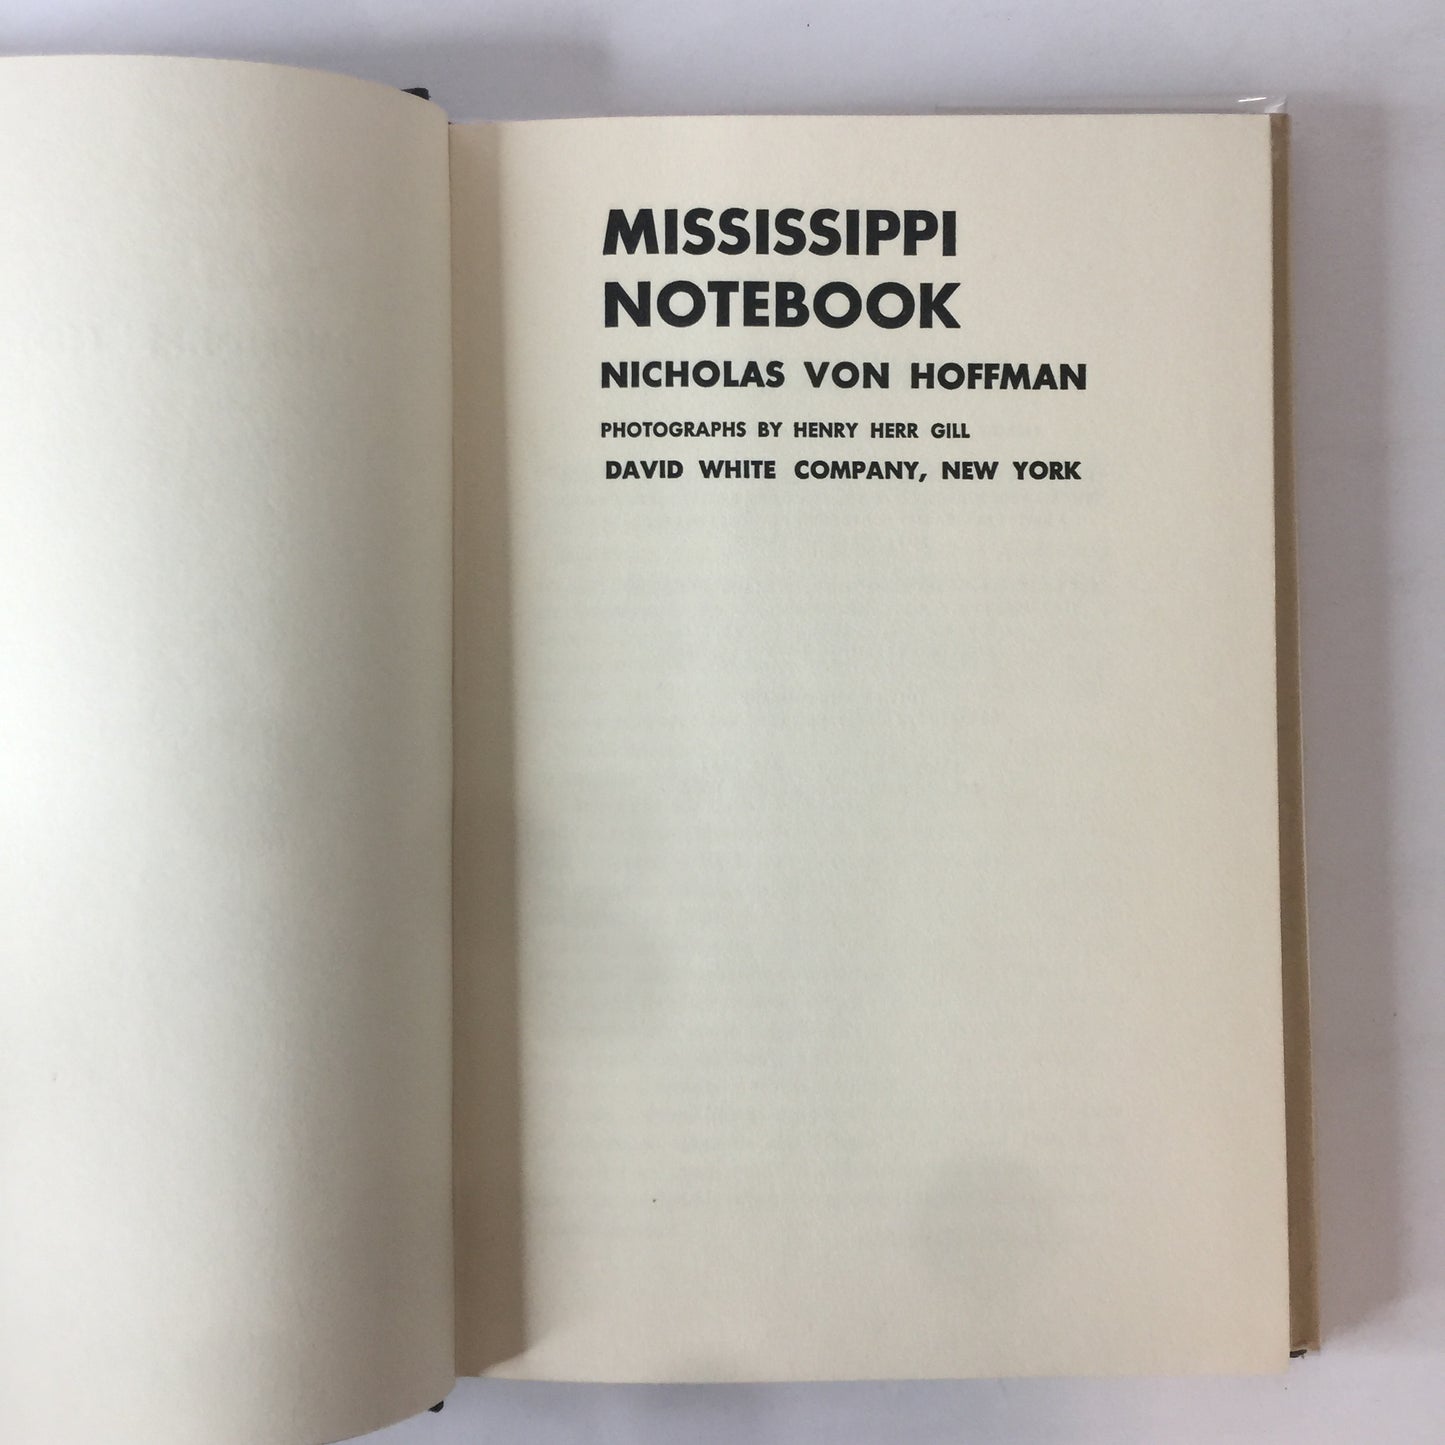 MISSISSIPPI
NOTEBOOK
NICHOLAS VON HOFFMAN
PHOTOGRAPHS BY HENRY HERR GILL
DAVID WHITE COMPANY, NEW YORK